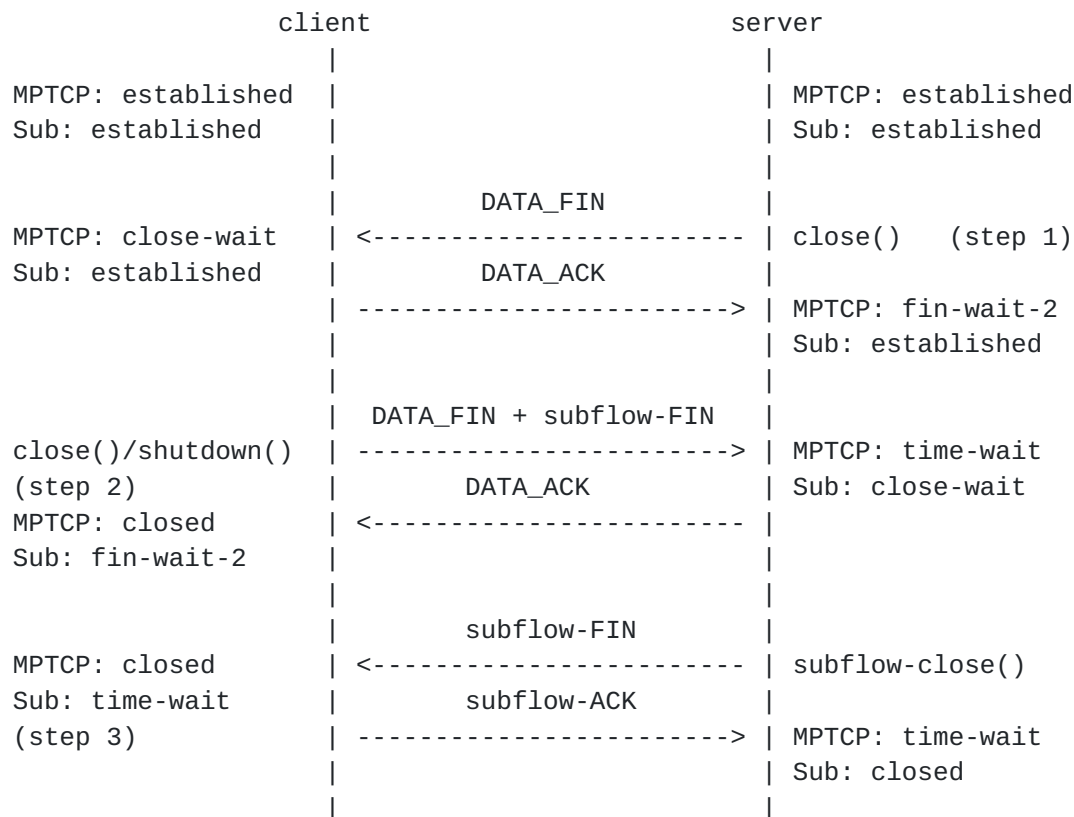 client                       server
                |                            |
MPTCP: established  |                            | MPTCP: established
Sub: established    |                            | Sub: established
                    |                            |
                    |        DATA_FIN            |
MPTCP: close-wait   | <------------------------ | close()   (step 1)
Sub: established    |        DATA_ACK            |
                    | ------------------------> | MPTCP: fin-wait-2
                    |                            | Sub: established
                    |                            |
                    | DATA_FIN + subflow-FIN     |
close()/shutdown()  | ------------------------> | MPTCP: time-wait
(step 2)            |       DATA_ACK             | Sub: close-wait
MPTCP: closed       | <------------------------ |
Sub: fin-wait-2     |                            |
                    |                            |
                    |       subflow-FIN          |
MPTCP: closed       | <------------------------ | subflow-close()
Sub: time-wait      |       subflow-ACK          |
(step 3)            | ------------------------> | MPTCP: time-wait
                    |                            | Sub: closed
                    |                            |